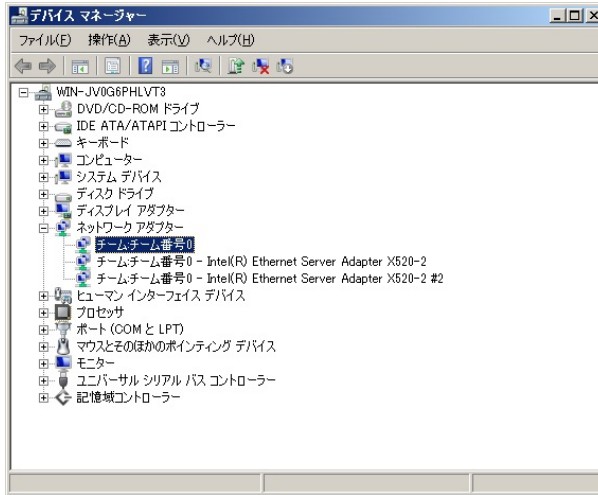 デバイス マネージャー
ファイル(F) 操作(A) 表示(V) ヘルプ(H)
WIN-JV0G6PHLVT3
DVD/CD-ROM ドライブ
IDE ATA/ATAPI コントローラー
キーボード
コンピューター
システム デバイス
ディスク ドライブ
ディスプレイ アダプター
ネットワーク アダプター
チーム:チーム番号0
チーム:チーム番号0 - Intel(R) Ethernet Server Adapter X520-2
チーム:チーム番号0 - Intel(R) Ethernet Server Adapter X520-2 #2
ヒューマン インターフェイス デバイス
プロセッサ
ポート (COM と LPT)
マウスとそのほかのポインティング デバイス
モニター
ユニバーサル シリアル バス コントローラー
記憶域コントローラー